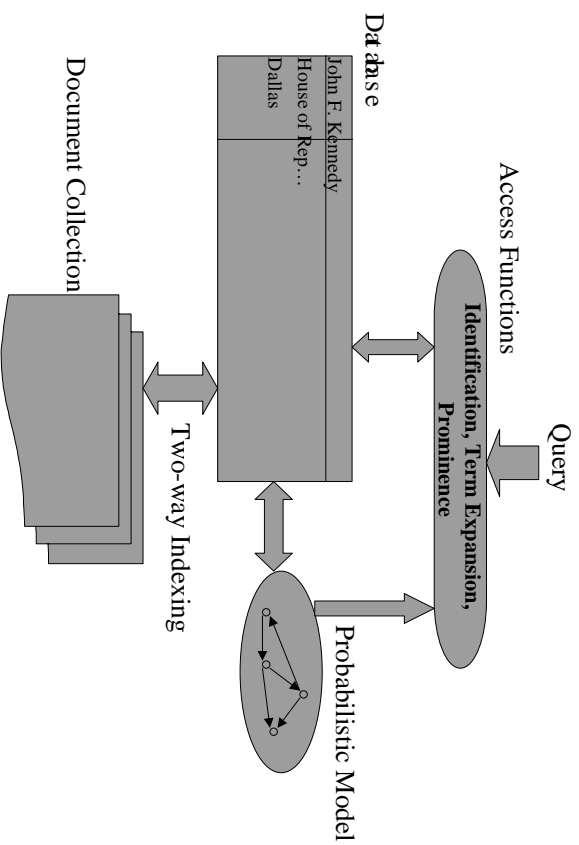 Query
Access Functions
Identification, Term Expansion,
Prominence
Database
John F. Kennedy
House of Rep…
Dallas
Probabilistic Model
Two-way Indexing
Document Collection